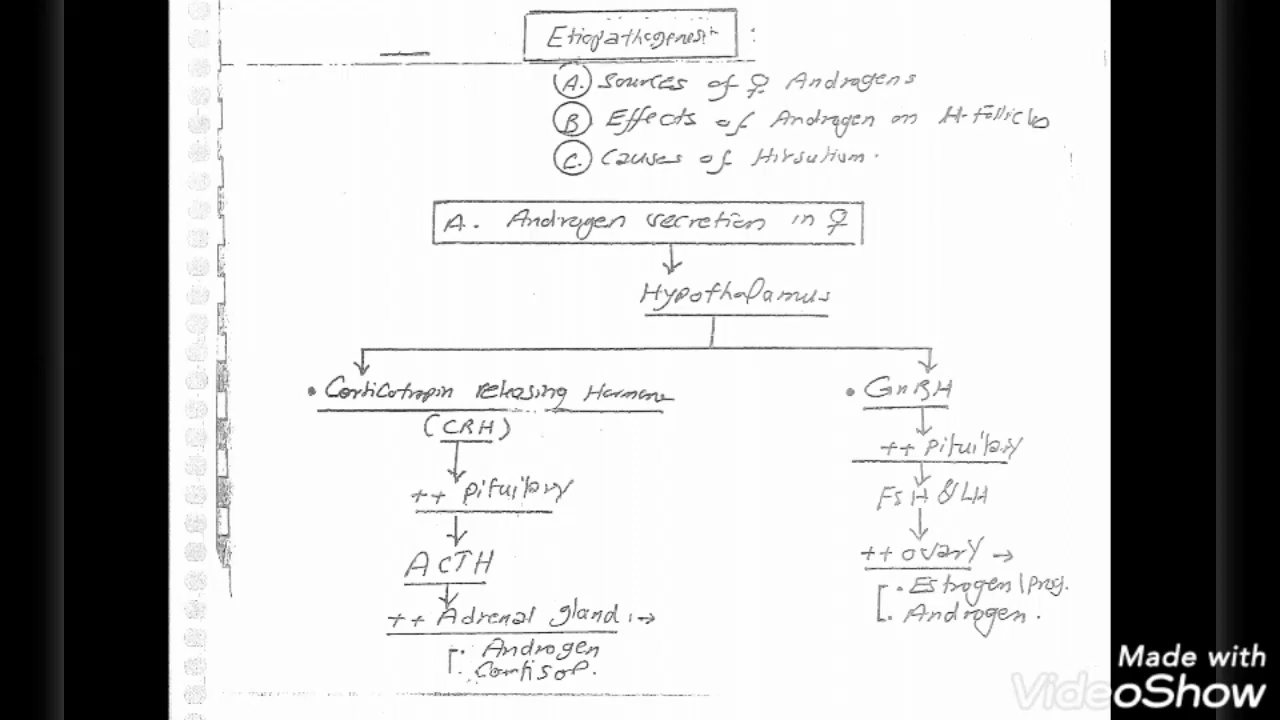 Etiopathogenesis :
A. Sources of ♀ Androgens
B Effects of Androgen on H. Follicles
C. Causes of Hirsutism.
A. Androgen secretion in ♀
Hypothalamus
• Corticotropin releasing Hormone
(CRH)
++ pituitary
ACTH
++ Adrenal gland :→
• Androgen
Cortisol.
• GnRH
++ pituitary
FSH & LH
++ ovary →
• Estrogen / Prog.
• Androgen.
Made with
VideoShow